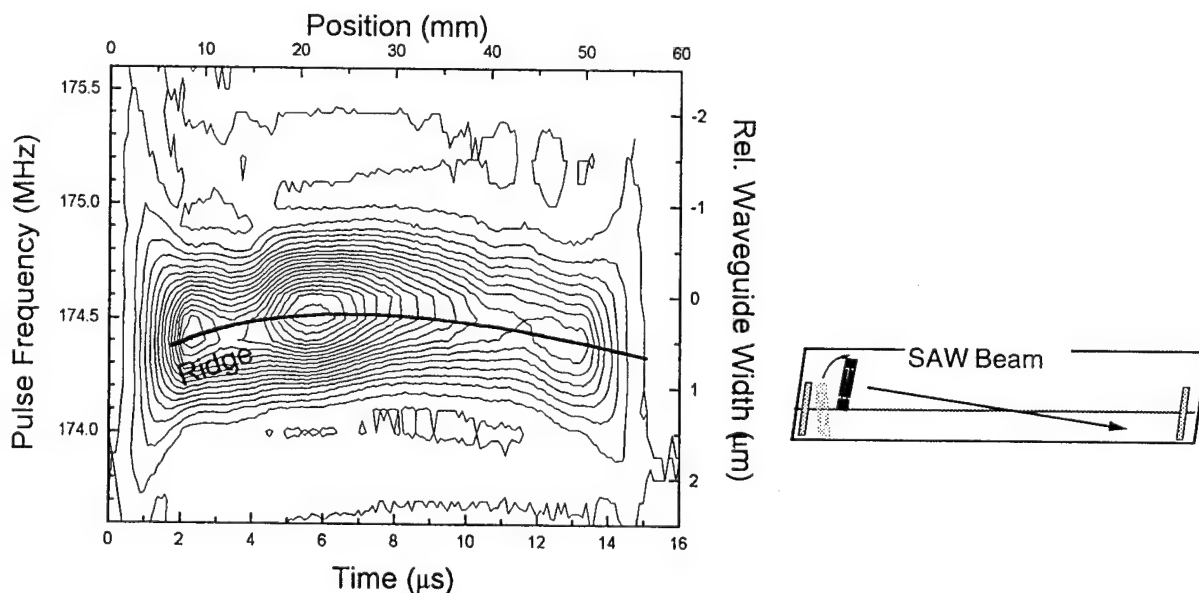 Position (mm)
0 10 20 30 40 50 60
Pulse Frequency (MHz)
175.6
175.0
174.5
174.0
Rel. Waveguide Width (μm)
-2
-1
0
1
2
Ridge
0 2 4 6 8 10 12 14 16
Time (μs)
SAW Beam